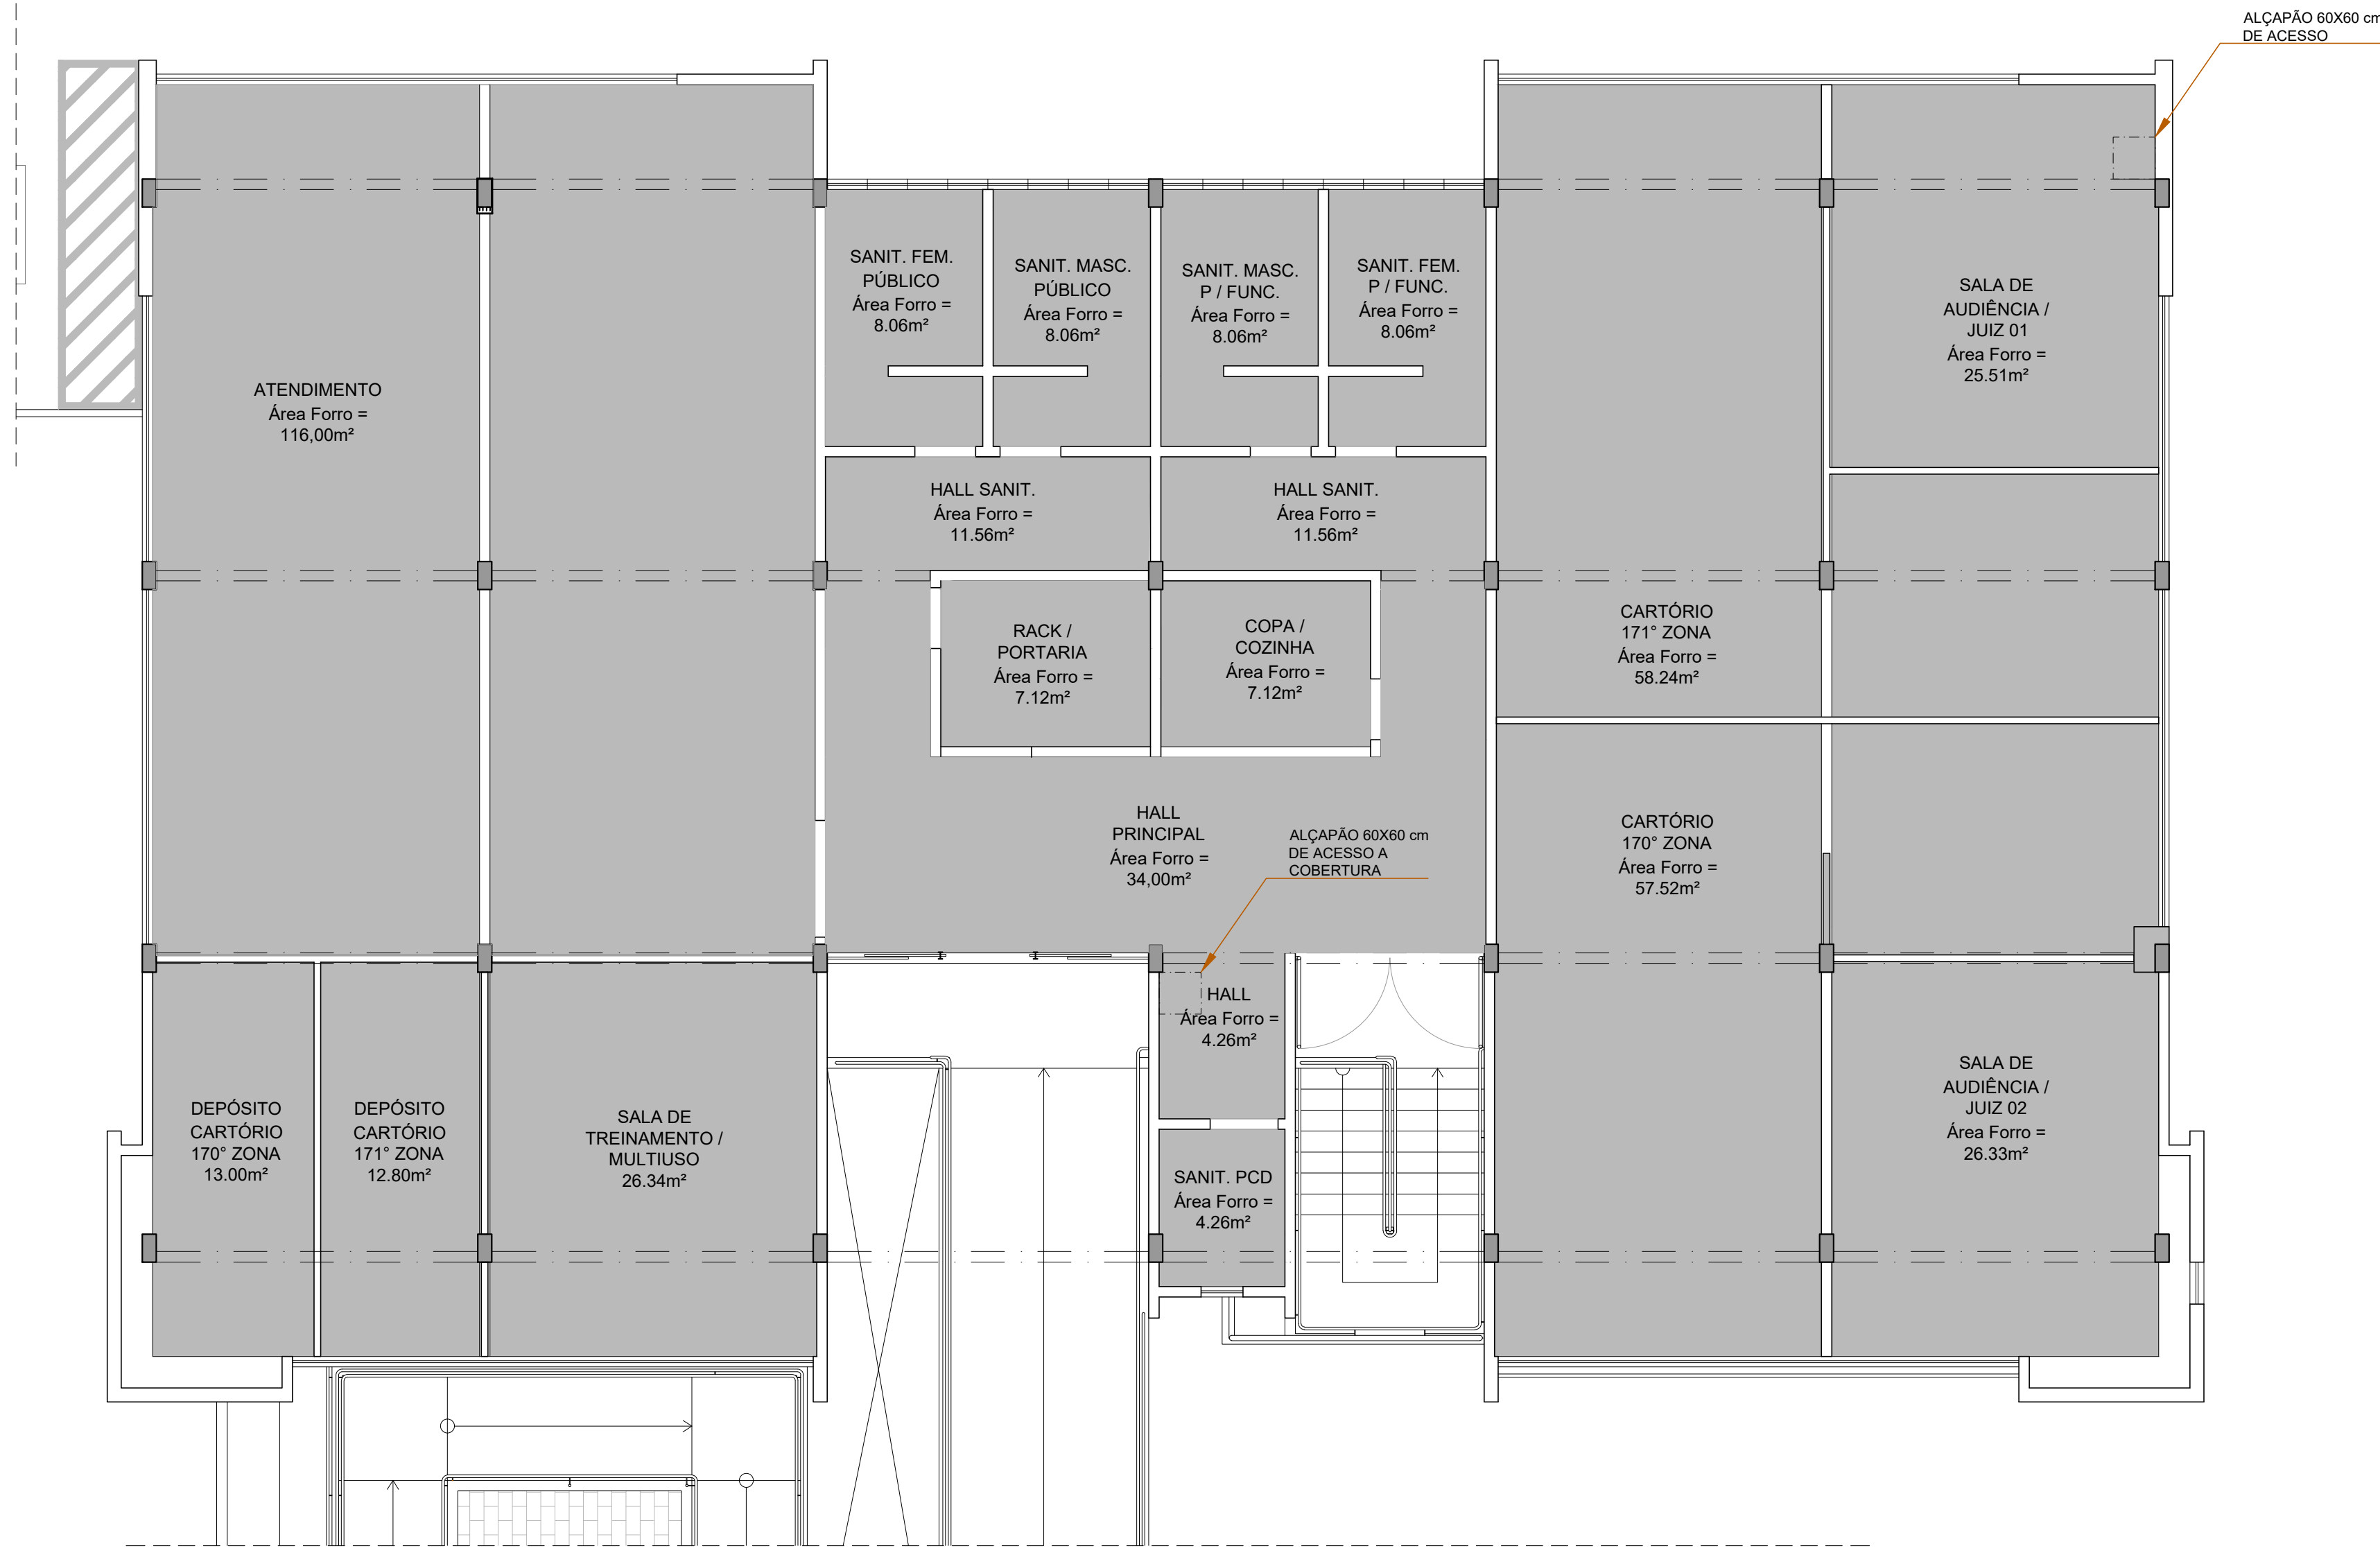 ALÇAPÃO 60X60 cm
DE ACESSO
SANIT. FEM.
PÚBLICO
Área Forro =
8.06m²
SANIT. MASC.
PÚBLICO
Área Forro =
8.06m²
SANIT. MASC.
P / FUNC.
Área Forro =
8.06m²
SANIT. FEM.
P / FUNC.
Área Forro =
8.06m²
SALA DE
AUDIÊNCIA /
JUIZ 01
Área Forro =
25.51m²
ATENDIMENTO
Área Forro =
116,00m²
HALL SANIT.
Área Forro =
11.56m²
HALL SANIT.
Área Forro =
11.56m²
RACK /
PORTARIA
Área Forro =
7.12m²
COPA /
COZINHA
Área Forro =
7.12m²
CARTÓRIO
171° ZONA
Área Forro =
58.24m²
HALL
PRINCIPAL
Área Forro =
34,00m²
ALÇAPÃO 60X60 cm
DE ACESSO A
COBERTURA
CARTÓRIO
170° ZONA
Área Forro =
57.52m²
HALL
Área Forro =
4.26m²
DEPÓSITO
CARTÓRIO
170° ZONA
13.00m²
DEPÓSITO
CARTÓRIO
171° ZONA
12.80m²
SALA DE
TREINAMENTO /
MULTIUSO
26.34m²
SANIT. PCD
Área Forro =
4.26m²
SALA DE
AUDIÊNCIA /
JUIZ 02
Área Forro =
26.33m²